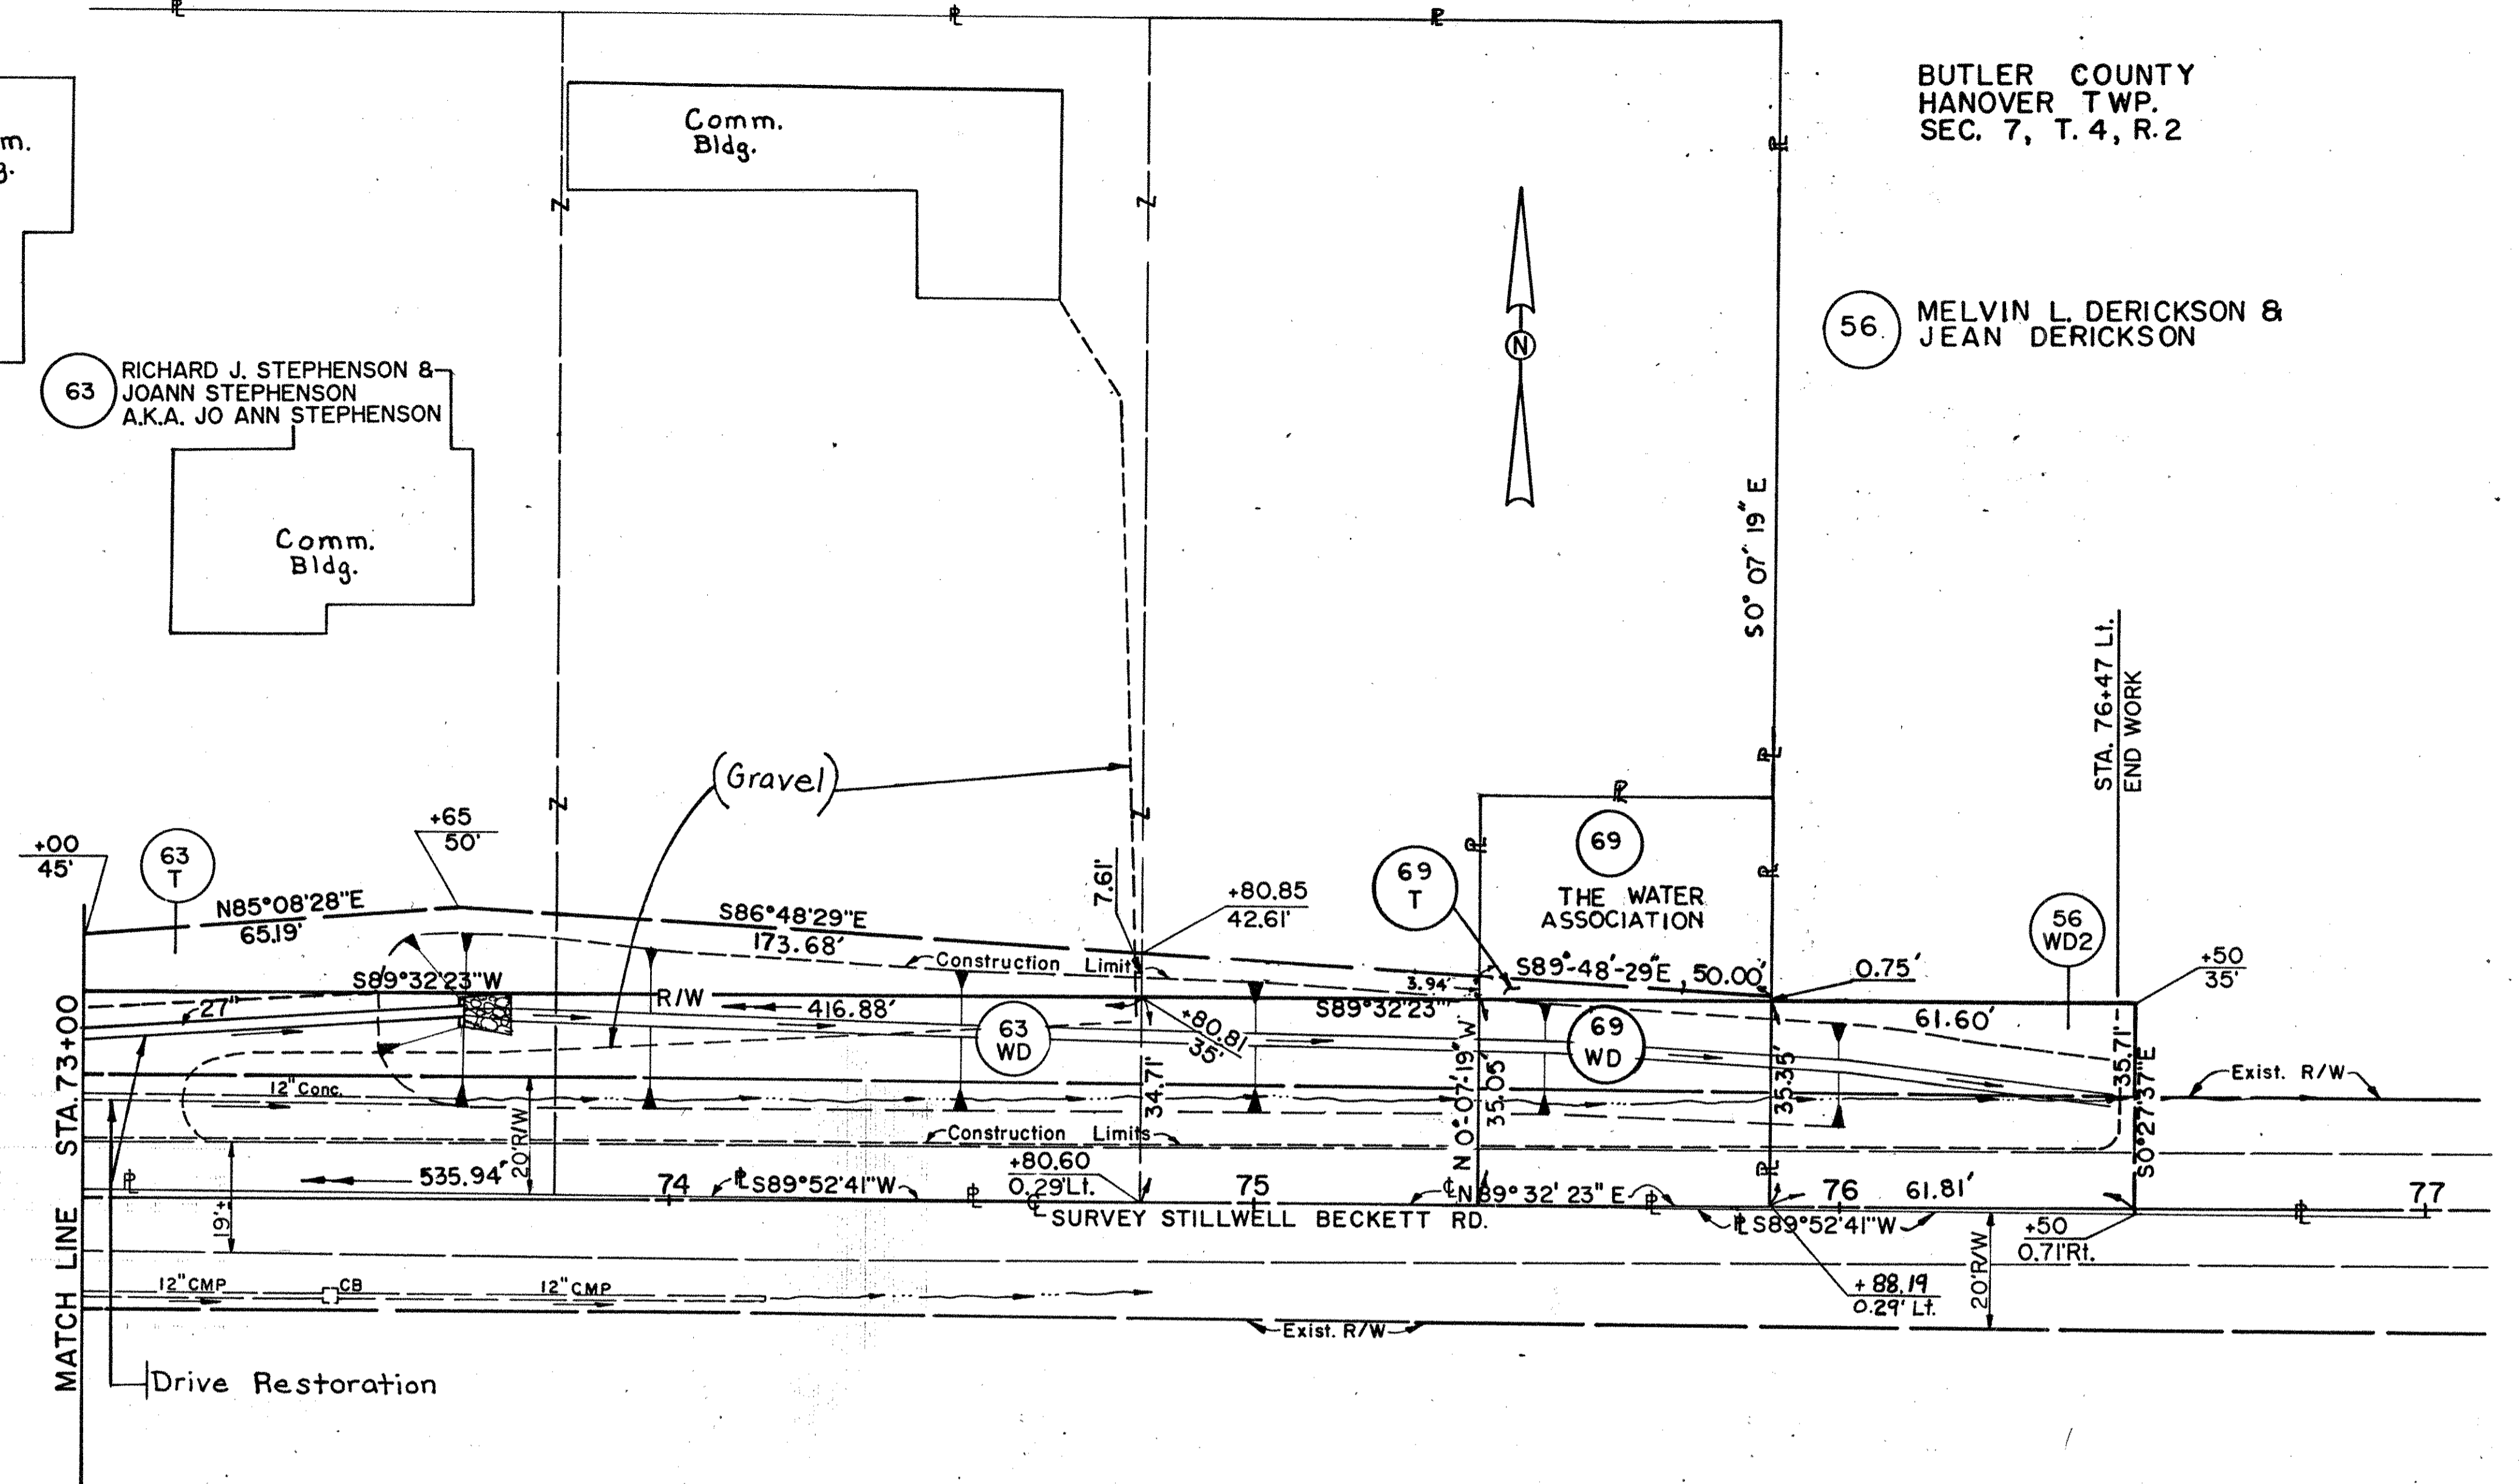 BUTLER COUNTY
HANOVER TWP.
SEC. 7, T. 4, R. 2
Comm.
Bldg.
m.
g.
N
56
MELVIN L. DERICKSON &
JEAN DERICKSON
63
RICHARD J. STEPHENSON &
JOANN STEPHENSON
A.K.A. JO ANN STEPHENSON
Comm.
Bldg.
Z
Z
Z
Z
S0° 07' 19" E
STA. 76+47 Lt.
END WORK
(Gravel)
+65
50'
+00
45'
63
T
N85°08'28"E
65.19'
S86°48'29"E
173.68'
7.61'
+80.85
42.61'
69
T
69
THE WATER
ASSOCIATION
56
WD2
+50
35'
S89°-48'-29"E, 50.00'
0.75'
Construction Limit
3.94'
S89°32'23"W
R/W
416.88'
27"
S89°32'23"
63
WD
+80.81
35'
69
WD
61.60'
35.71'
S0°27'37"E
34.71'
N 0°-07'-19" W
35.05'
35.35'
Exist. R/W
12" Conc.
20' R/W
Construction Limits
535.94'
74
℄ S89°52'41"W
+80.60
0.29' Lt.
75
℄ N89° 32' 23" E
76
61.81'
77
℄ SURVEY STILLWELL BECKETT RD.
S89°52'41"W
+50
0.71' Rt.
19'±
20' R/W
+88.19
0.29' Lt.
12" CMP
CB
12" CMP
Exist. R/W
MATCH LINE STA. 73+00
Drive Restoration